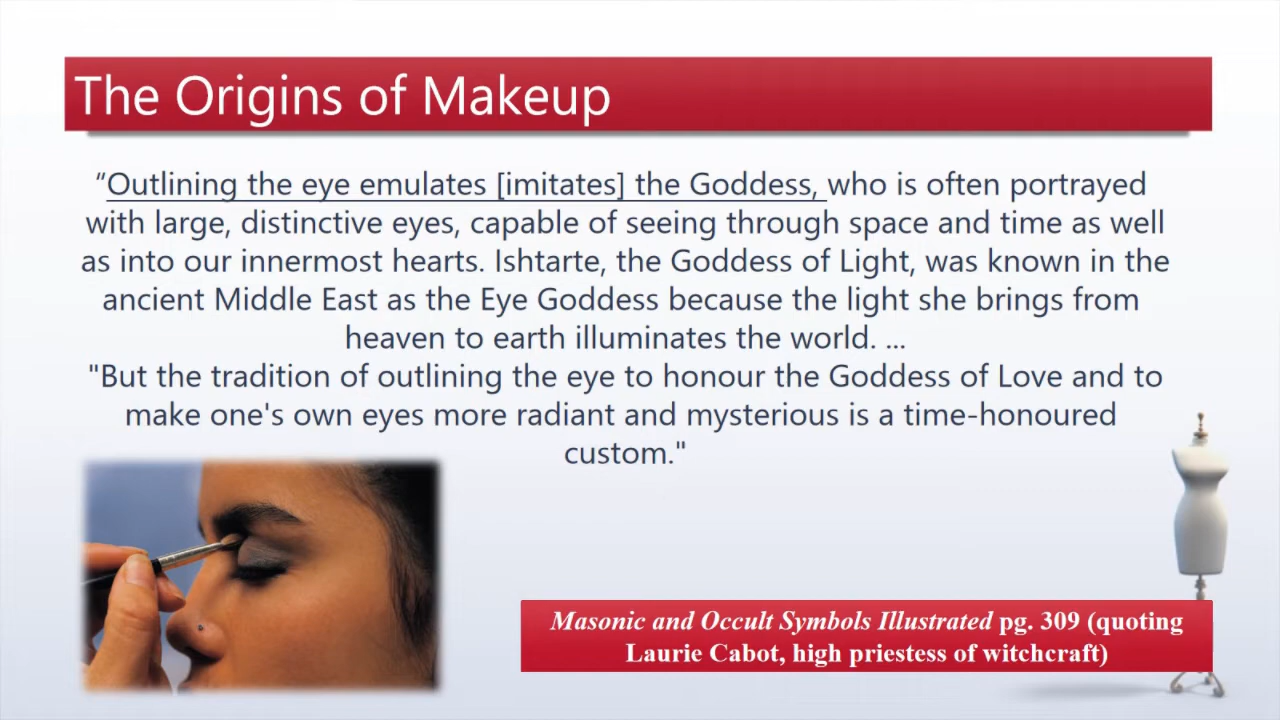 The Origins of Makeup
“Outlining the eye emulates [imitates] the Goddess, who is often portrayed
with large, distinctive eyes, capable of seeing through space and time as well
as into our innermost hearts. Ishtarte, the Goddess of Light, was known in the
ancient Middle East as the Eye Goddess because the light she brings from
heaven to earth illuminates the world. ...
"But the tradition of outlining the eye to honour the Goddess of Love and to
make one's own eyes more radiant and mysterious is a time-honoured
custom."
Masonic and Occult Symbols Illustrated pg. 309 (quoting
Laurie Cabot, high priestess of witchcraft)